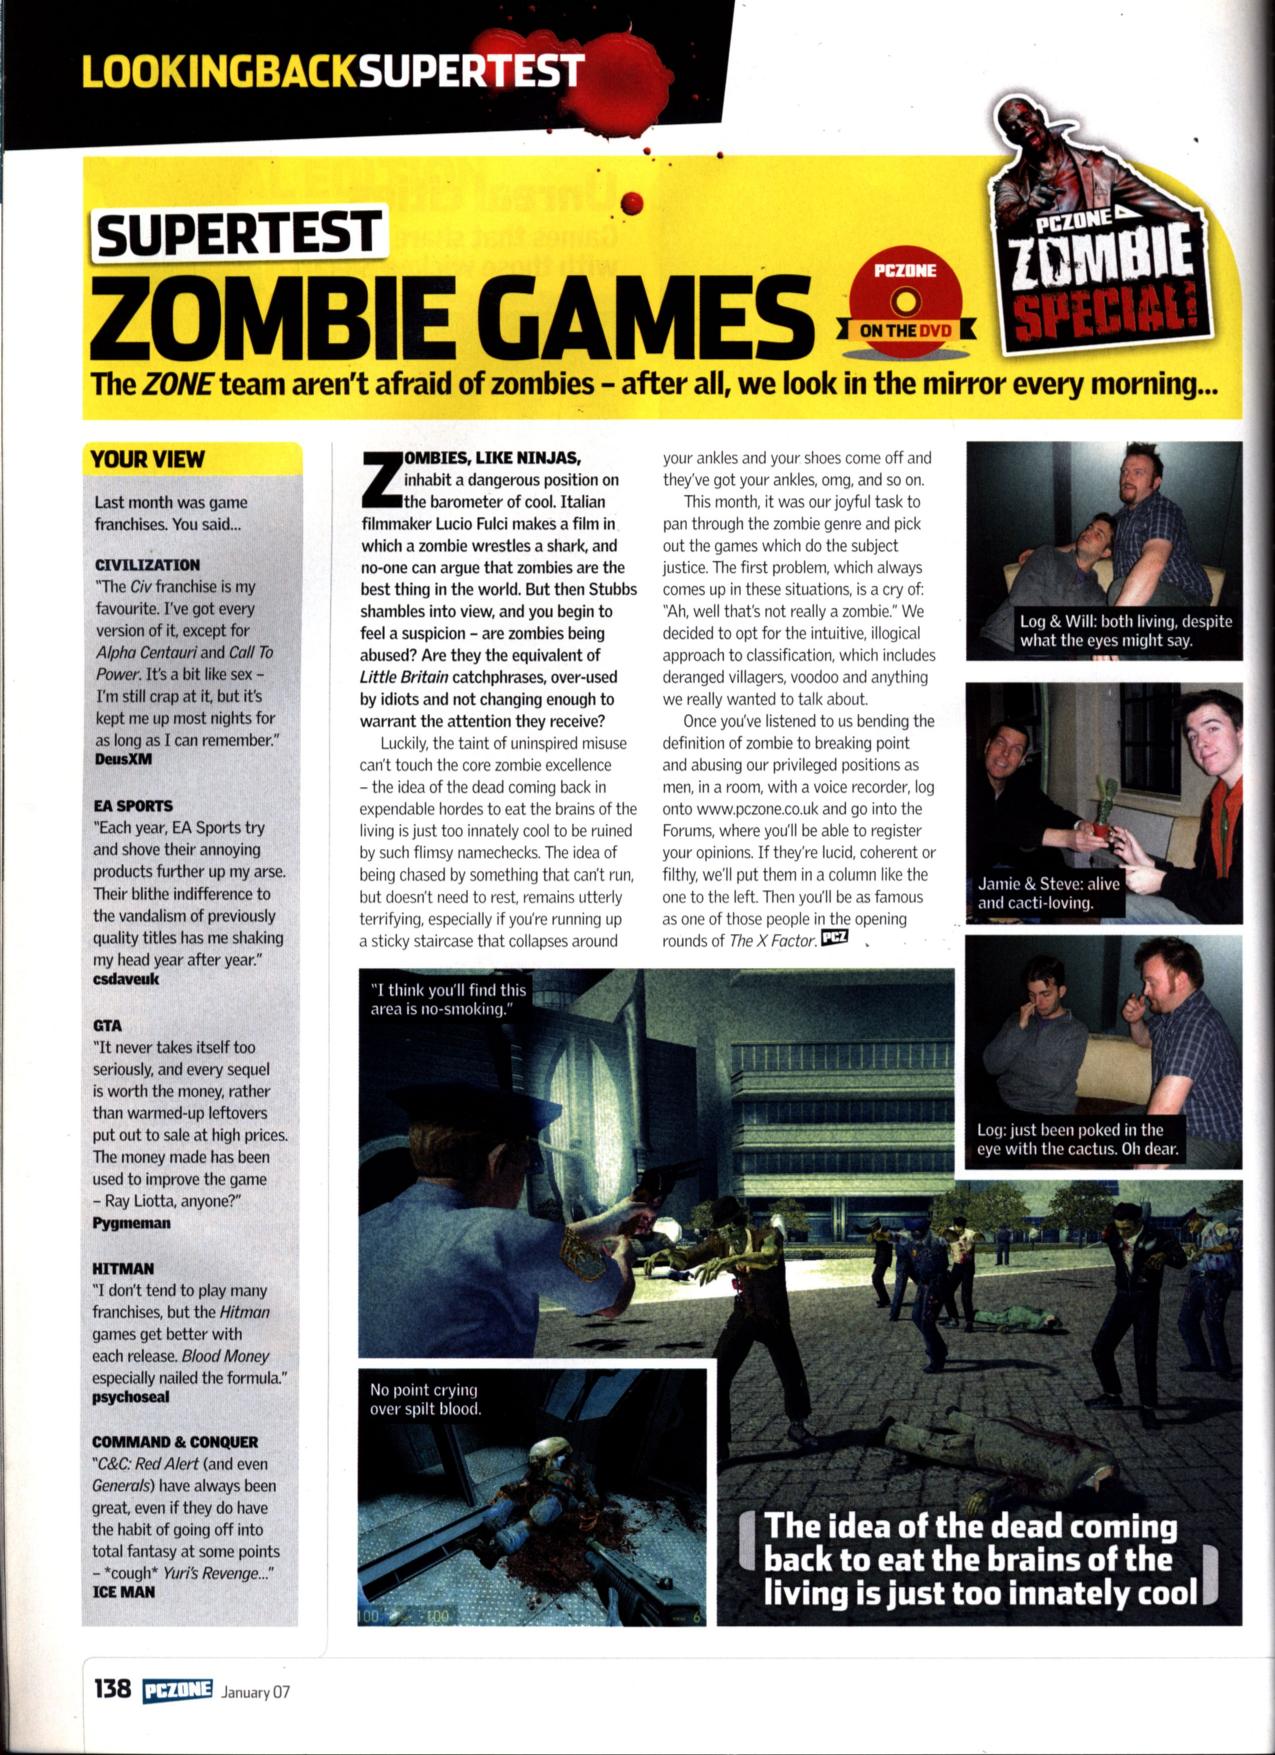 LOOKINGBACKSUPERTEST
SUPERTEST
ZOMBIE GAMES
PCZONE
ON THE DVD
PCZONE
ZOMBIE
SPECIAL!
The ZONE team aren't afraid of zombies – after all, we look in the mirror every morning...
YOUR VIEW
Last month was game
franchises. You said...
CIVILIZATION
"The Civ franchise is my
favourite. I've got every
version of it, except for
Alpha Centauri and Call To
Power. It's a bit like sex –
I'm still crap at it, but it's
kept me up most nights for
as long as I can remember."
DeusXM
EA SPORTS
"Each year, EA Sports try
and shove their annoying
products further up my arse.
Their blithe indifference to
the vandalism of previously
quality titles has me shaking
my head year after year."
csdaveuk
GTA
"It never takes itself too
seriously, and every sequel
is worth the money, rather
than warmed-up leftovers
put out to sale at high prices.
The money made has been
used to improve the game
– Ray Liotta, anyone?"
Pygmeman
HITMAN
"I don't tend to play many
franchises, but the Hitman
games get better with
each release. Blood Money
especially nailed the formula."
psychoseal
COMMAND & CONQUER
"C&C: Red Alert (and even
Generals) have always been
great, even if they do have
the habit of going off into
total fantasy at some points
– *cough* Yuri's Revenge..."
ICE MAN
ZOMBIES, LIKE NINJAS,
inhabit a dangerous position on
the barometer of cool. Italian
filmmaker Lucio Fulci makes a film in
which a zombie wrestles a shark, and
no-one can argue that zombies are the
best thing in the world. But then Stubbs
shambles into view, and you begin to
feel a suspicion – are zombies being
abused? Are they the equivalent of
Little Britain catchphrases, over-used
by idiots and not changing enough to
warrant the attention they receive?
Luckily, the taint of uninspired misuse
can't touch the core zombie excellence
– the idea of the dead coming back in
expendable hordes to eat the brains of the
living is just too innately cool to be ruined
by such flimsy namechecks. The idea of
being chased by something that can't run,
but doesn't need to rest, remains utterly
terrifying, especially if you're running up
a sticky staircase that collapses around
your ankles and your shoes come off and
they've got your ankles, omg, and so on.
This month, it was our joyful task to
pan through the zombie genre and pick
out the games which do the subject
justice. The first problem, which always
comes up in these situations, is a cry of:
"Ah, well that's not really a zombie." We
decided to opt for the intuitive, illogical
approach to classification, which includes
deranged villagers, voodoo and anything
we really wanted to talk about.
Once you've listened to us bending the
definition of zombie to breaking point
and abusing our privileged positions as
men, in a room, with a voice recorder, log
onto www.pczone.co.uk and go into the
Forums, where you'll be able to register
your opinions. If they're lucid, coherent or
filthy, we'll put them in a column like the
one to the left. Then you'll be as famous
as one of those people in the opening
rounds of The X Factor. PCZ
Log & Will: both living, despite
what the eyes might say.
Jamie & Steve: alive
and cacti-loving.
Log: just been poked in the
eye with the cactus. Oh dear.
"I think you'll find this
area is no-smoking."
No point crying
over spilt blood.
100 100 6
The idea of the dead coming
back to eat the brains of the
living is just too innately cool
138 PCZONE January 07